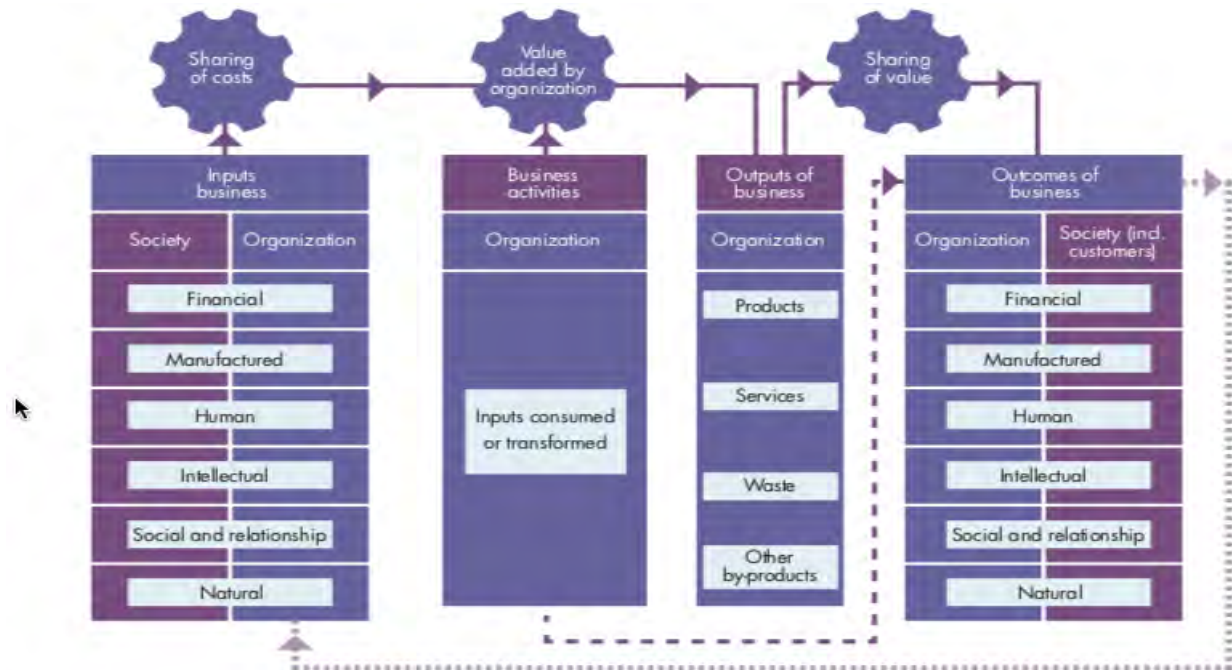 Sharing
of costs
Value
added by
organization
Sharing
of value
Inputs
business
Society
Organization
Financial
Manufactured
Human
Intellectual
Social and relationship
Natural
Business
activities
Organization
Inputs consumed
or transformed
Outputs of
business
Organization
Products
Services
Waste
Other
by-products
Outcomes of
business
Organization
Society (incl.
customers)
Financial
Manufactured
Human
Intellectual
Social and relationship
Natural